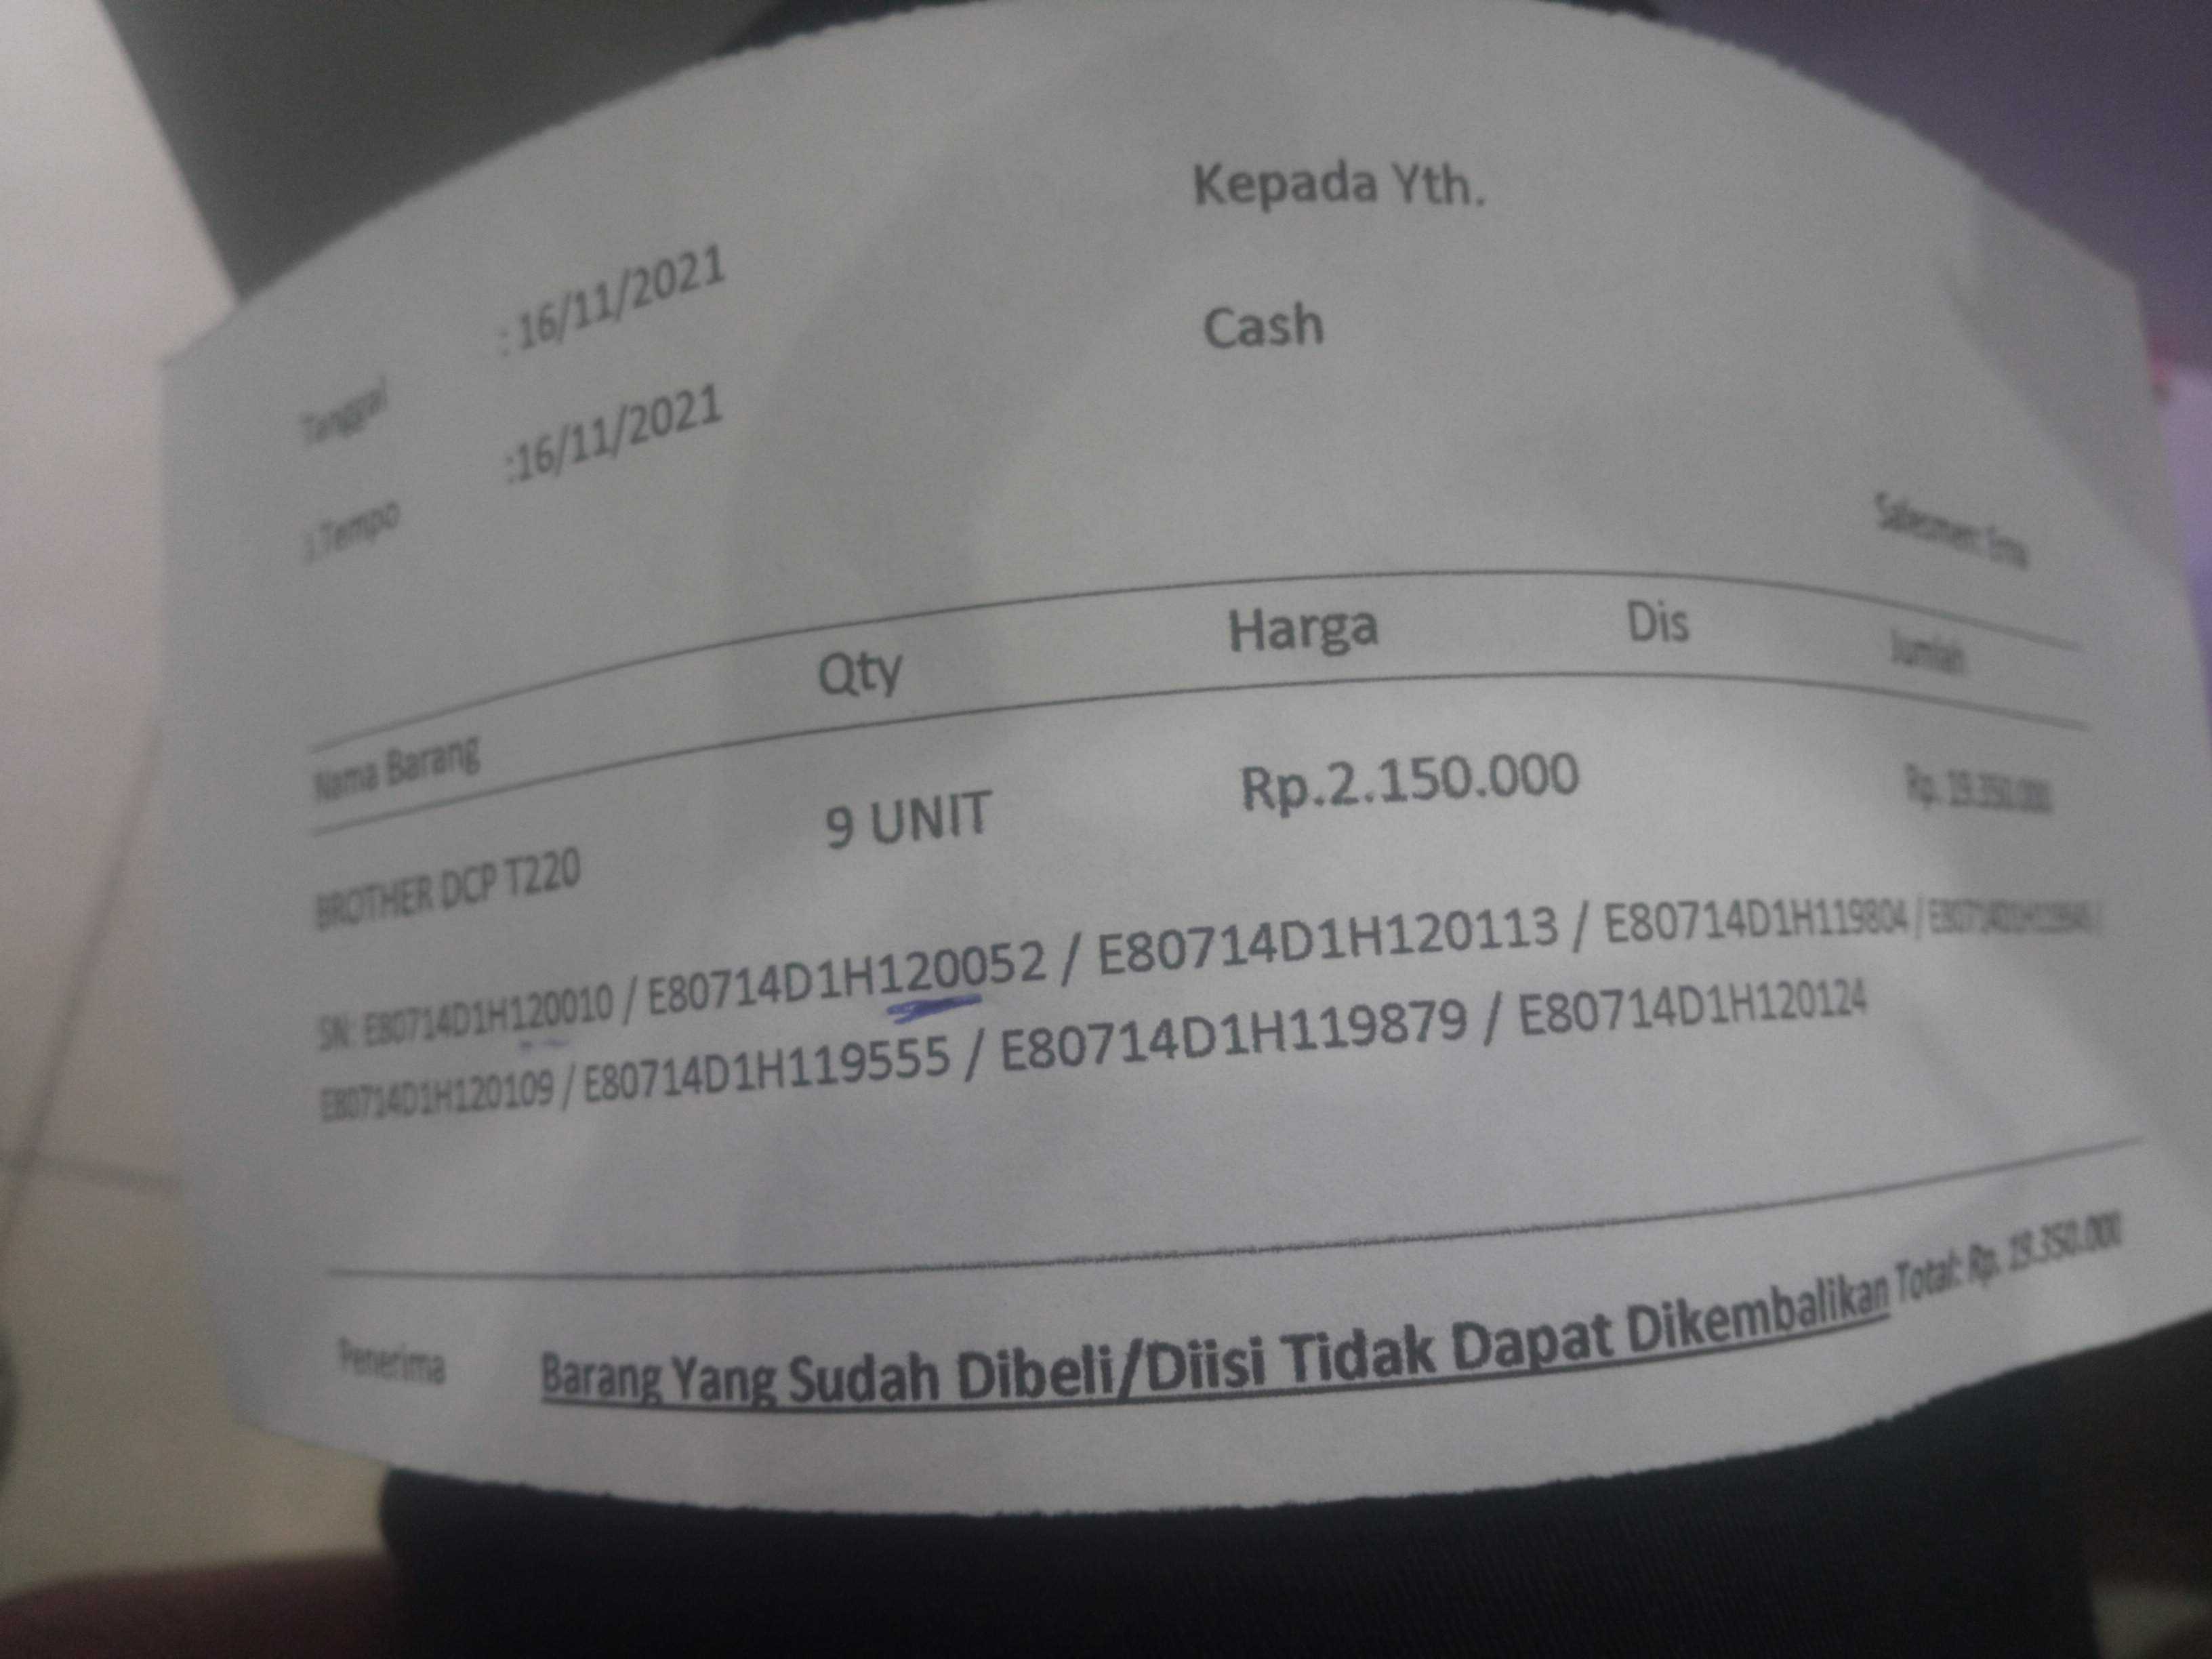 Kepada Yth.
Tanggal : 16/11/2021
Cash
J.Tempo :16/11/2021
Salesman:
Nama Barang Qty Harga Dis Jumlah
BROTHER DCP T220 9 UNIT Rp.2.150.000 Rp. 19.350.000
SN: E80714D1H120010 / E80714D1H120052 / E80714D1H120113 / E80714D1H119804 /
E80714D1H120109 / E80714D1H119555 / E80714D1H119879 / E80714D1H120124
Penerima Barang Yang Sudah Dibeli/Diisi Tidak Dapat Dikembalikan Total: Rp. 19.350.000